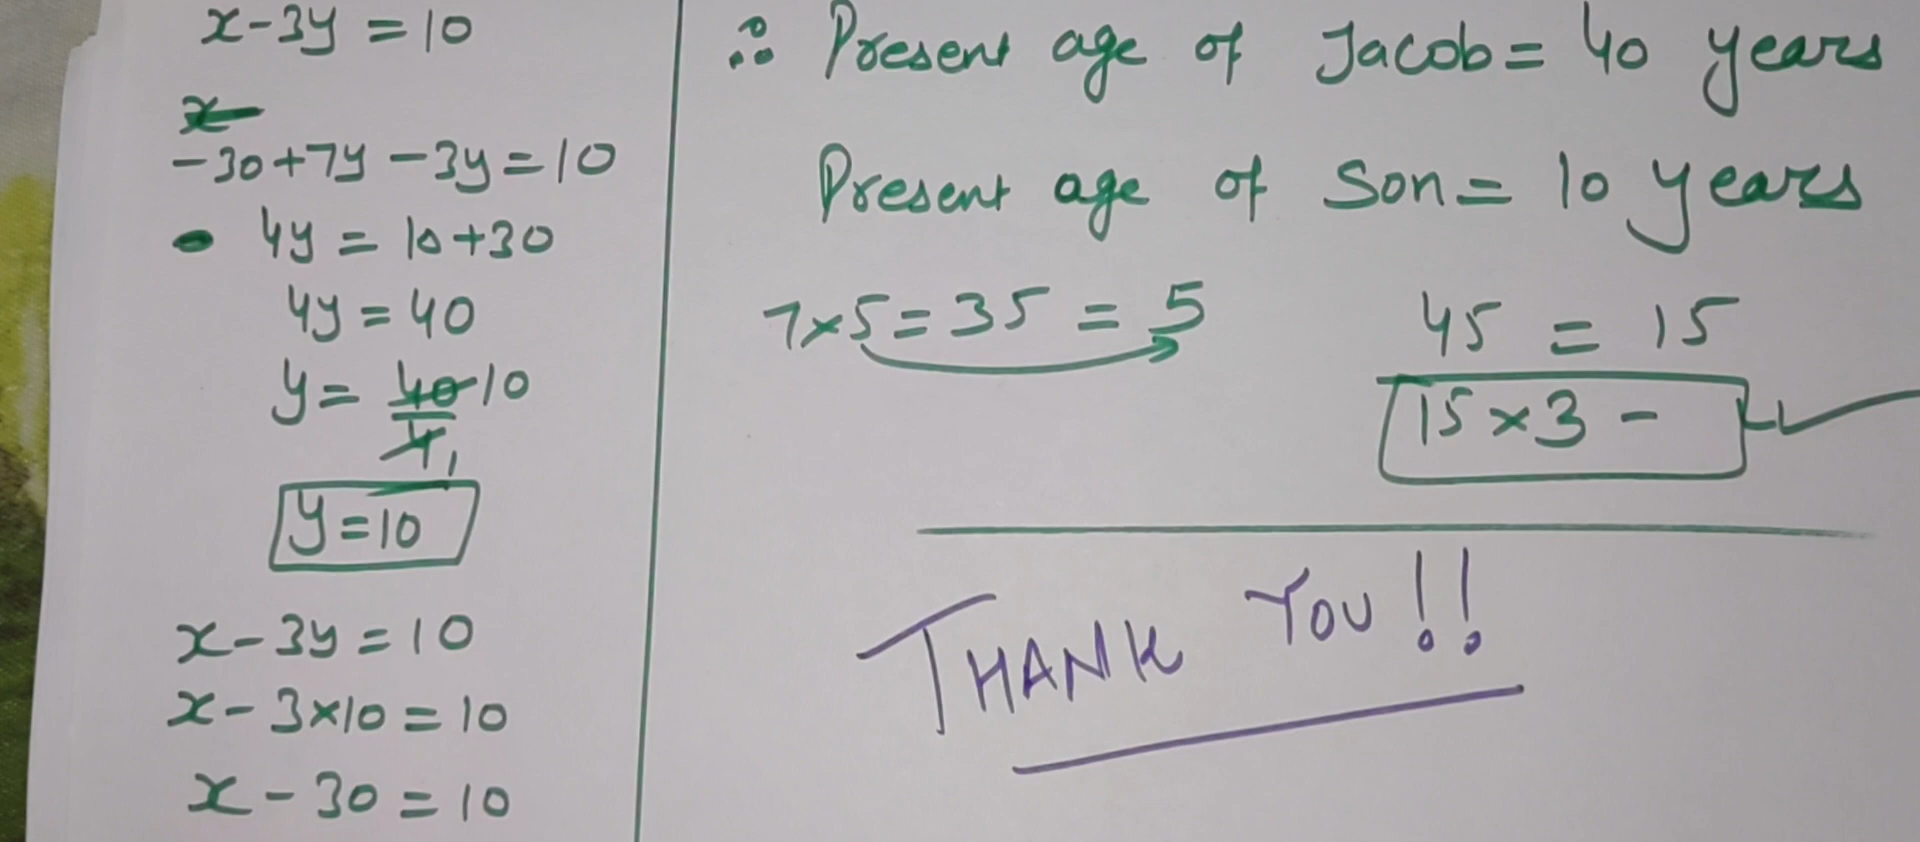 x-3y = 10
x
-30+7y-3y=10
4y = 10+30
4y = 40
y = 40 10
4 1
y=10
x-3y = 10
x-3×10 = 10
x-30 = 10
∴ Present age of Jacob = 40 years
Present age of Son = 10 years
7×5=35 = 5
45 = 15
15×3 -
THANK YOU!!